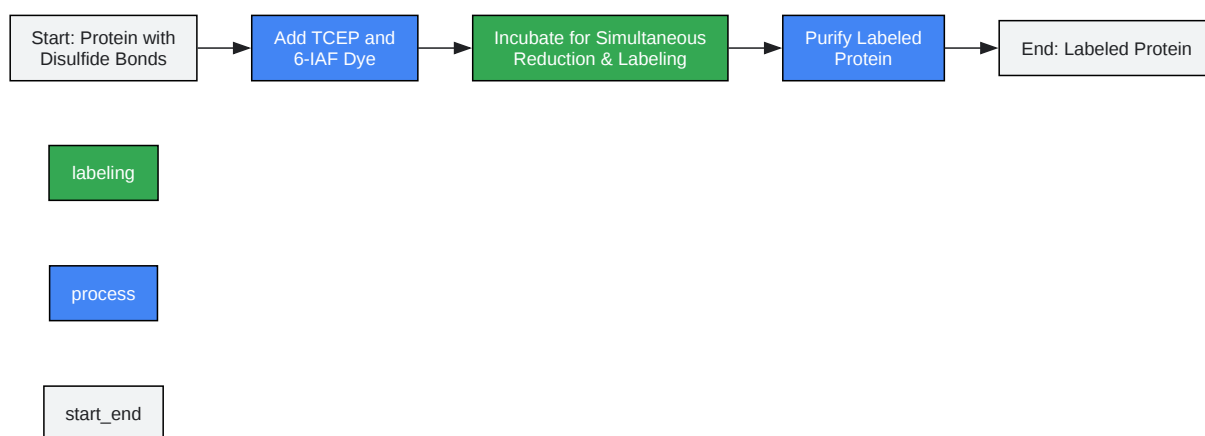 Start: Protein with
Disulfide Bonds
Add TCEP and
6-IAF Dye
Incubate for Simultaneous
Reduction & Labeling
Purify Labeled
Protein
End: Labeled Protein
labeling
process
start_end